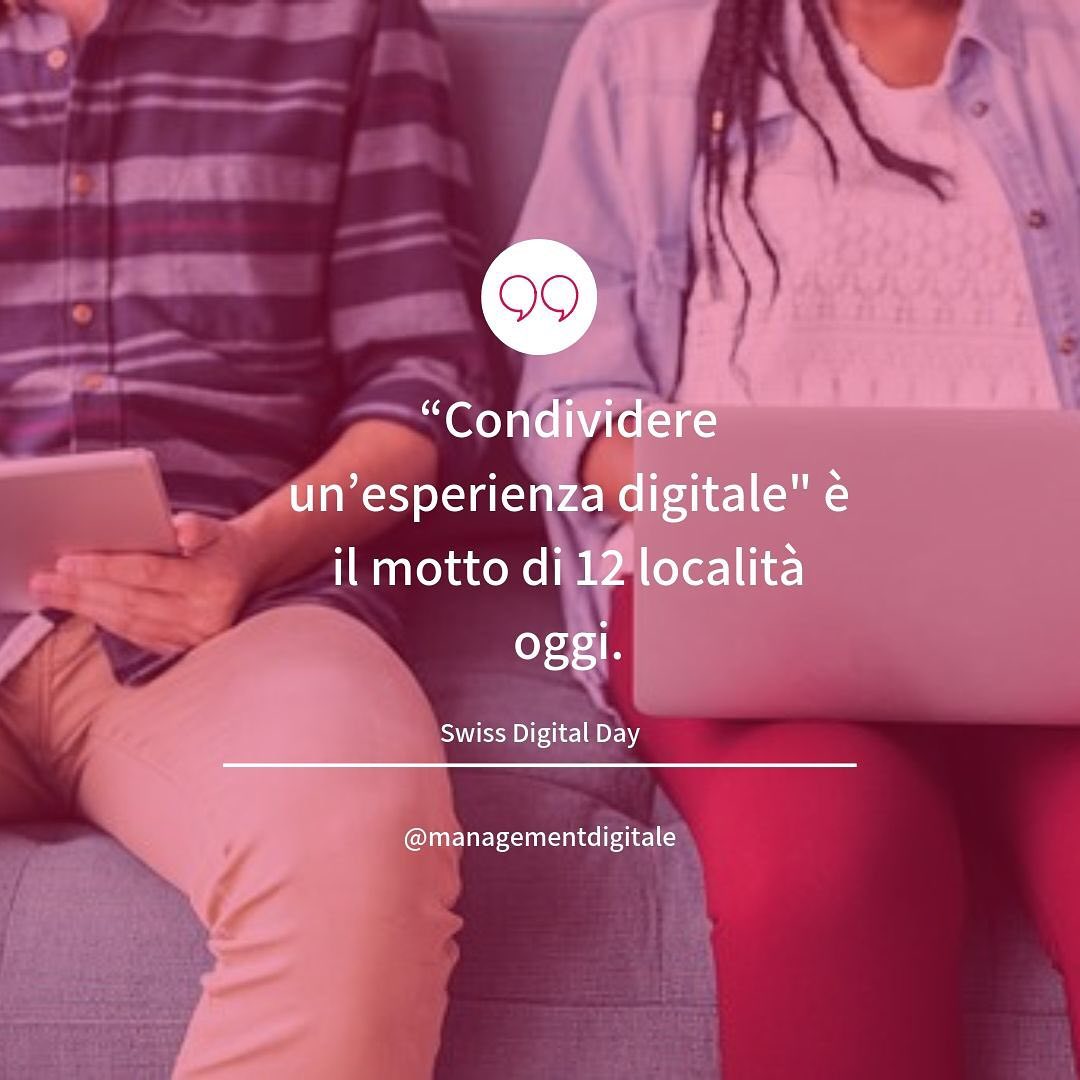 “Condividere
un’esperienza digitale" è
il motto di 12 località
oggi.
Swiss Digital Day
@managementdigitale